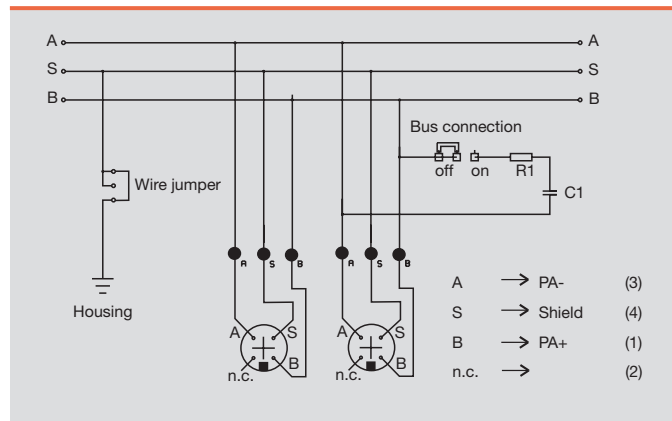 A A
S S
B B
Bus connection
off on R1
C1
Wire jumper
Housing
A S B A S B
A S A S
B B
n.c. n.c.
A → PA- (3)
S → Shield (4)
B → PA+ (1)
n.c. → (2)